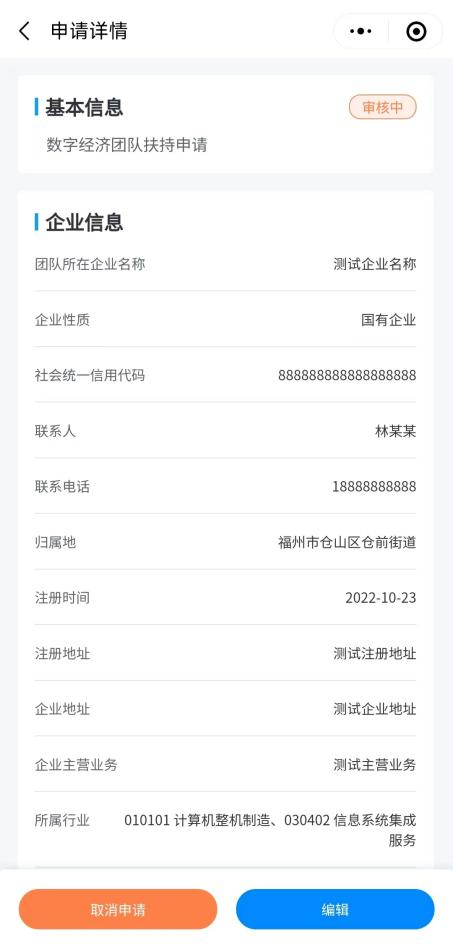 申请详情
基本信息
审核中
数字经济团队扶持申请
企业信息
团队所在企业名称 测试企业名称
企业性质 国有企业
社会统一信用代码 888888888888888888
联系人 林某某
联系电话 18888888888
归属地 福州市仓山区仓前街道
注册时间 2022-10-23
注册地址 测试注册地址
企业地址 测试企业地址
企业主营业务 测试主营业务
所属行业 010101 计算机整机制造、030402 信息系统集成
服务
取消申请 编辑